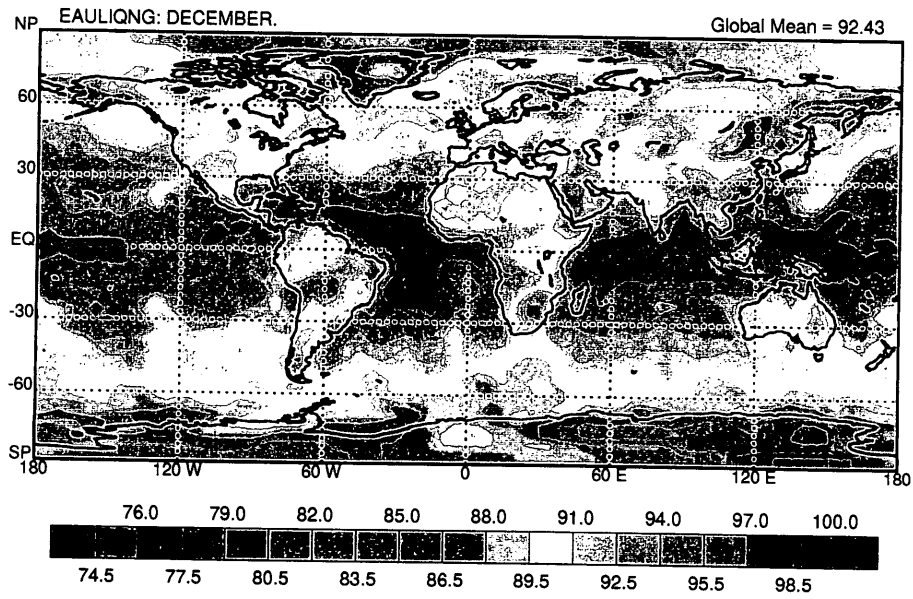 EAULIQNG: DECEMBER.
Global Mean = 92.43
NP
60
30
EQ
-30
-60
SP
180 120 W 60 W 0 60 E 120 E 180
76.0 79.0 82.0 85.0 88.0 91.0 94.0 97.0 100.0
74.5 77.5 80.5 83.5 86.5 89.5 92.5 95.5 98.5